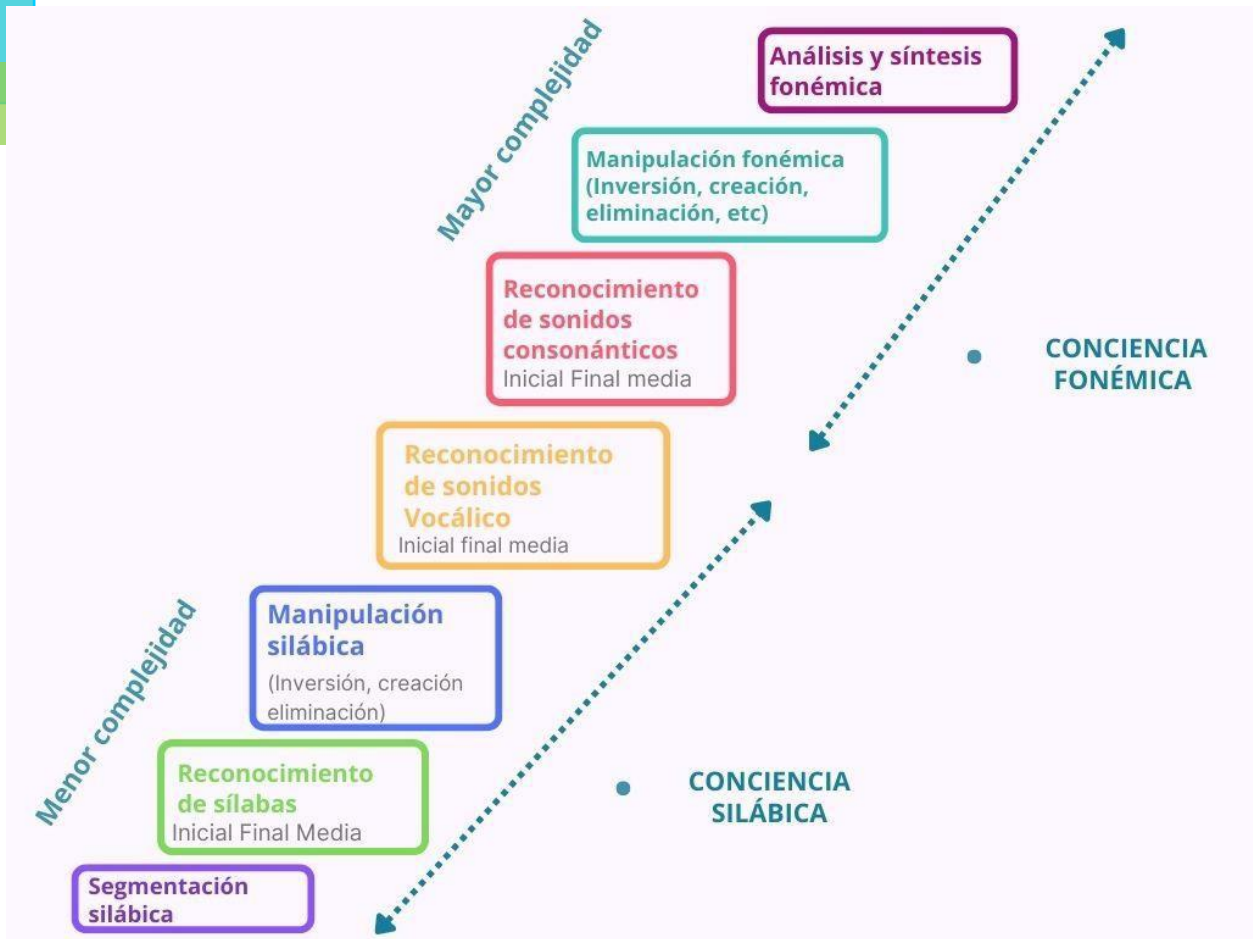 Mayor complejidad
Análisis y síntesis
fonémica
Manipulación fonémica
(Inversión, creación,
eliminación, etc)
Reconocimiento
de sonidos
consonánticos
Inicial Final media
CONCIENCIA
FONÉMICA
Reconocimiento
de sonidos
Vocálico
Inicial final media
Menor complejidad
Manipulación
silábica
(Inversión, creación
eliminación)
Reconocimiento
de sílabas
Inicial Final Media
CONCIENCIA
SILÁBICA
Segmentación
silábica